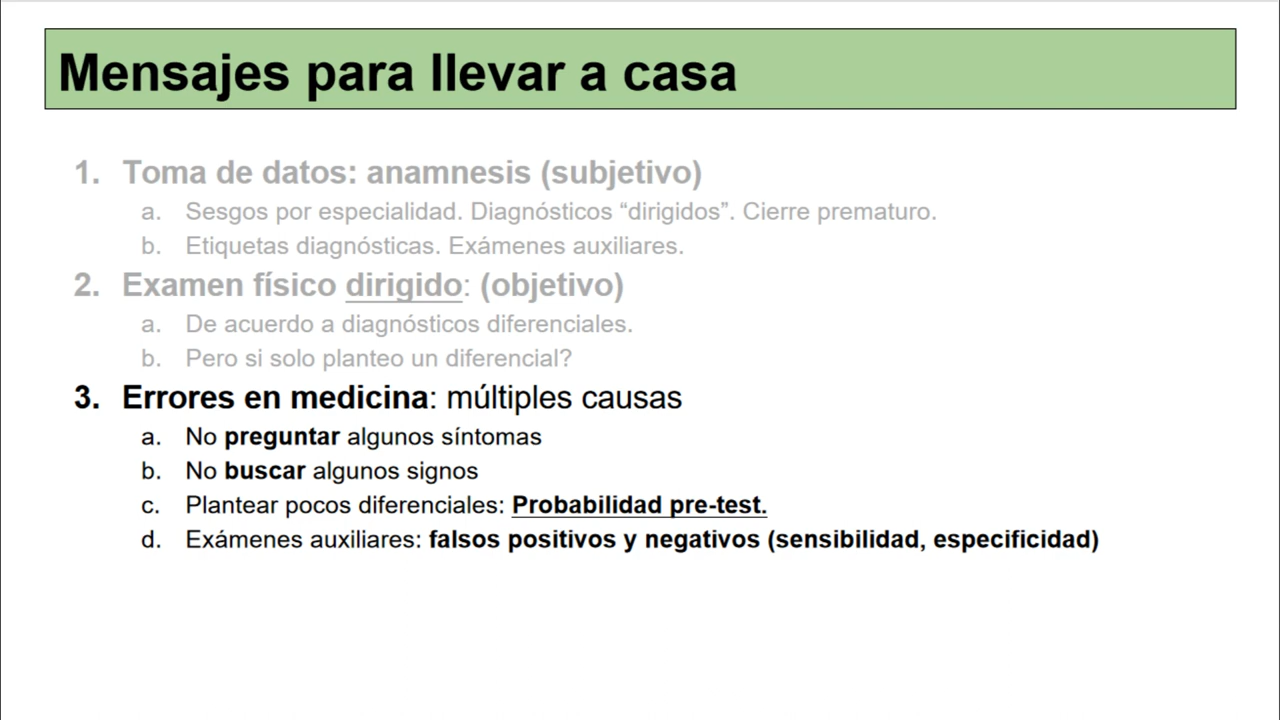 Mensajes para llevar a casa
1. Toma de datos: anamnesis (subjetivo)
a. Sesgos por especialidad. Diagnósticos “dirigidos”. Cierre prematuro.
b. Etiquetas diagnósticas. Exámenes auxiliares.
2. Examen físico dirigido: (objetivo)
a. De acuerdo a diagnósticos diferenciales.
b. Pero si solo planteo un diferencial?
3. Errores en medicina: múltiples causas
a. No preguntar algunos síntomas
b. No buscar algunos signos
c. Plantear pocos diferenciales: Probabilidad pre-test.
d. Exámenes auxiliares: falsos positivos y negativos (sensibilidad, especificidad)